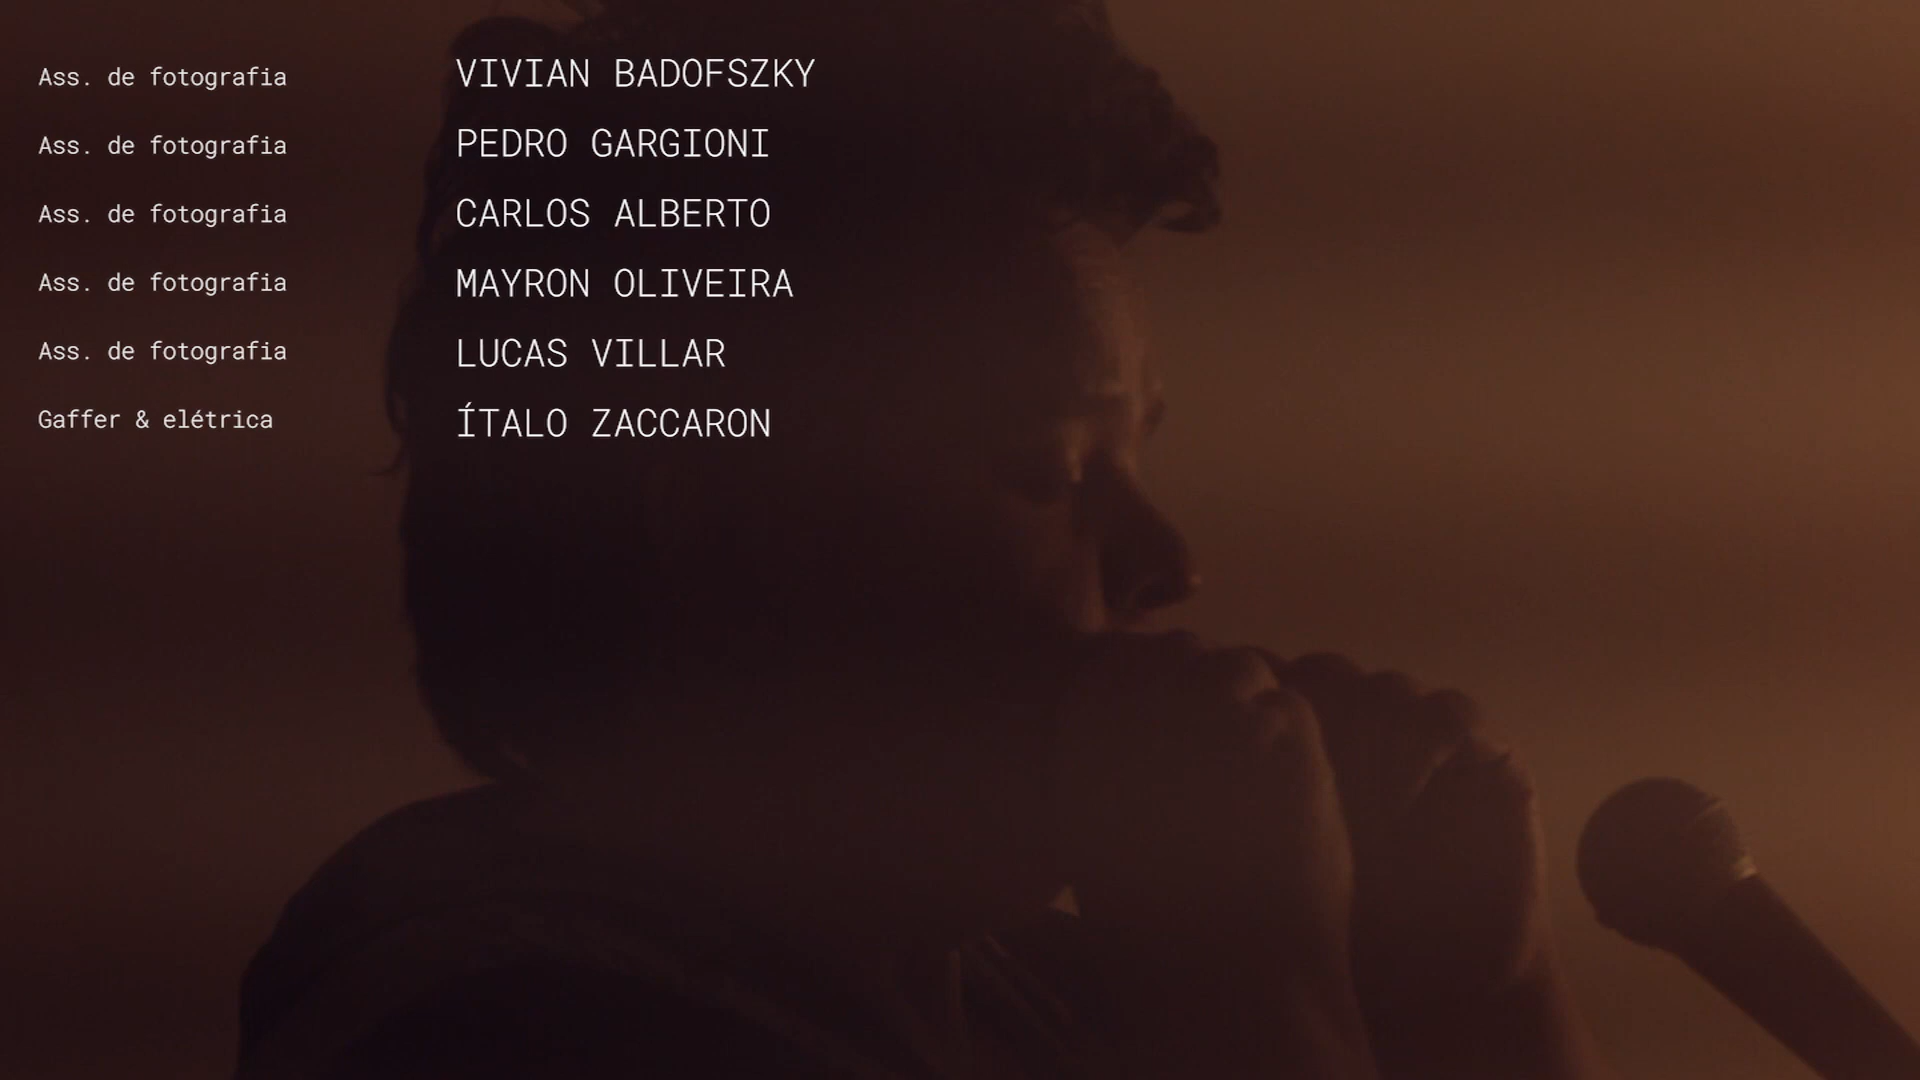 Ass. de fotografia VIVIAN BADOFSZKY
Ass. de fotografia PEDRO GARGIONI
Ass. de fotografia CARLOS ALBERTO
Ass. de fotografia MAYRON OLIVEIRA
Ass. de fotografia LUCAS VILLAR
Gaffer & elétrica ÍTALO ZACCARON